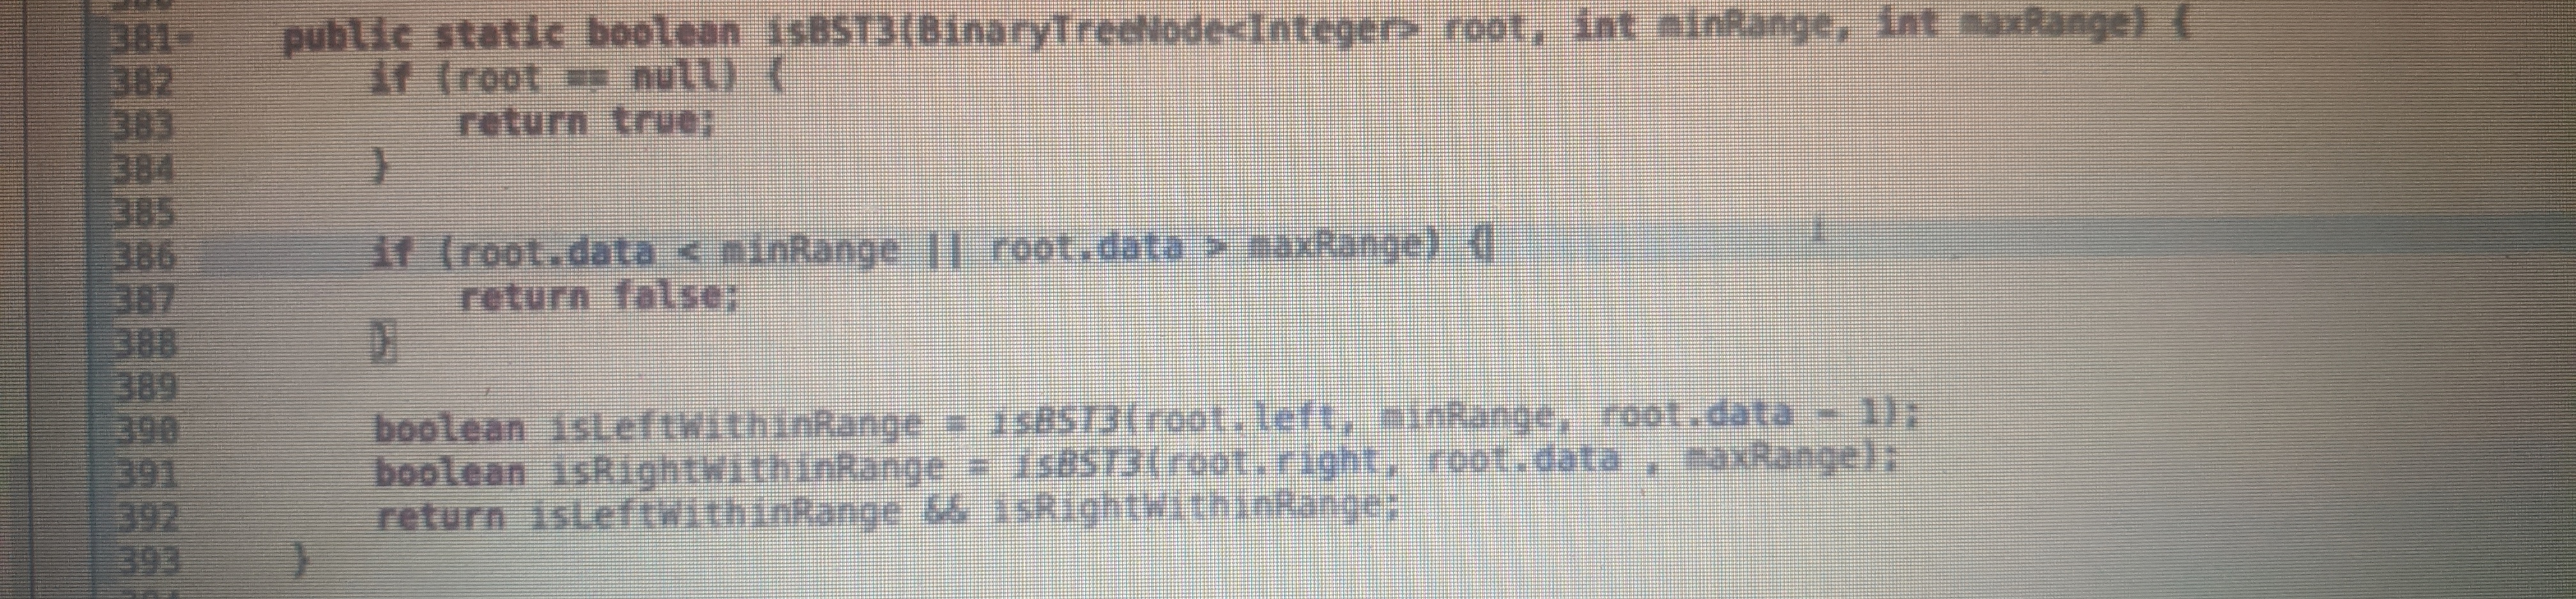 381 public static boolean isBST3(BinaryTreeNode<Integer> root, int minRange, int maxRange) {
382 if (root == null) {
383 return true;
384 }
385
386 if (root.data < minRange || root.data > maxRange) {
387 return false;
388 }
389
390 boolean isLeftWithinRange = isBST3(root.left, minRange, root.data - 1);
391 boolean isRightWithinRange = isBST3(root.right, root.data , maxRange);
392 return isLeftWithinRange && isRightWithinRange;
393 }